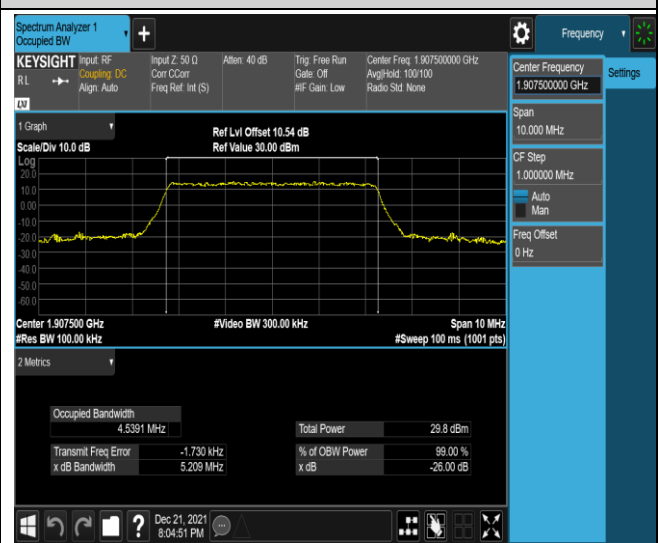 Spectrum Analyzer 1
Occupied BW
+
Frequency
KEYSIGHT
R L
LXI
Input: RF
Coupling: DC
Align: Auto
Input Z: 50 Ω
Corr CCorr
Freq Ref: Int (S)
Atten: 40 dB
Trig: Free Run
Gate: Off
#IF Gain: Low
Center Freq: 1.907500000 GHz
Avg|Hold: 100/100
Radio Std: None
Center Frequency
1.907500000 GHz
Settings
Span
10.000 MHz
CF Step
1.000000 MHz
Auto
Man
Freq Offset
0 Hz
1 Graph
Scale/Div 10.0 dB
Ref Lvl Offset 10.54 dB
Ref Value 30.00 dBm
Log
20.0
10.0
0.00
-10.0
-20.0
-30.0
-40.0
-50.0
-60.0
Center 1.907500 GHz
#Video BW 300.00 kHz
Span 10 MHz
#Res BW 100.00 kHz
#Sweep 100 ms (1001 pts)
2 Metrics
Occupied Bandwidth
4.5391 MHz
Total Power 29.8 dBm
Transmit Freq Error -1.730 kHz
% of OBW Power 99.00 %
x dB Bandwidth 5.209 MHz
x dB -26.00 dB
?
Dec 21, 2021
8:04:51 PM